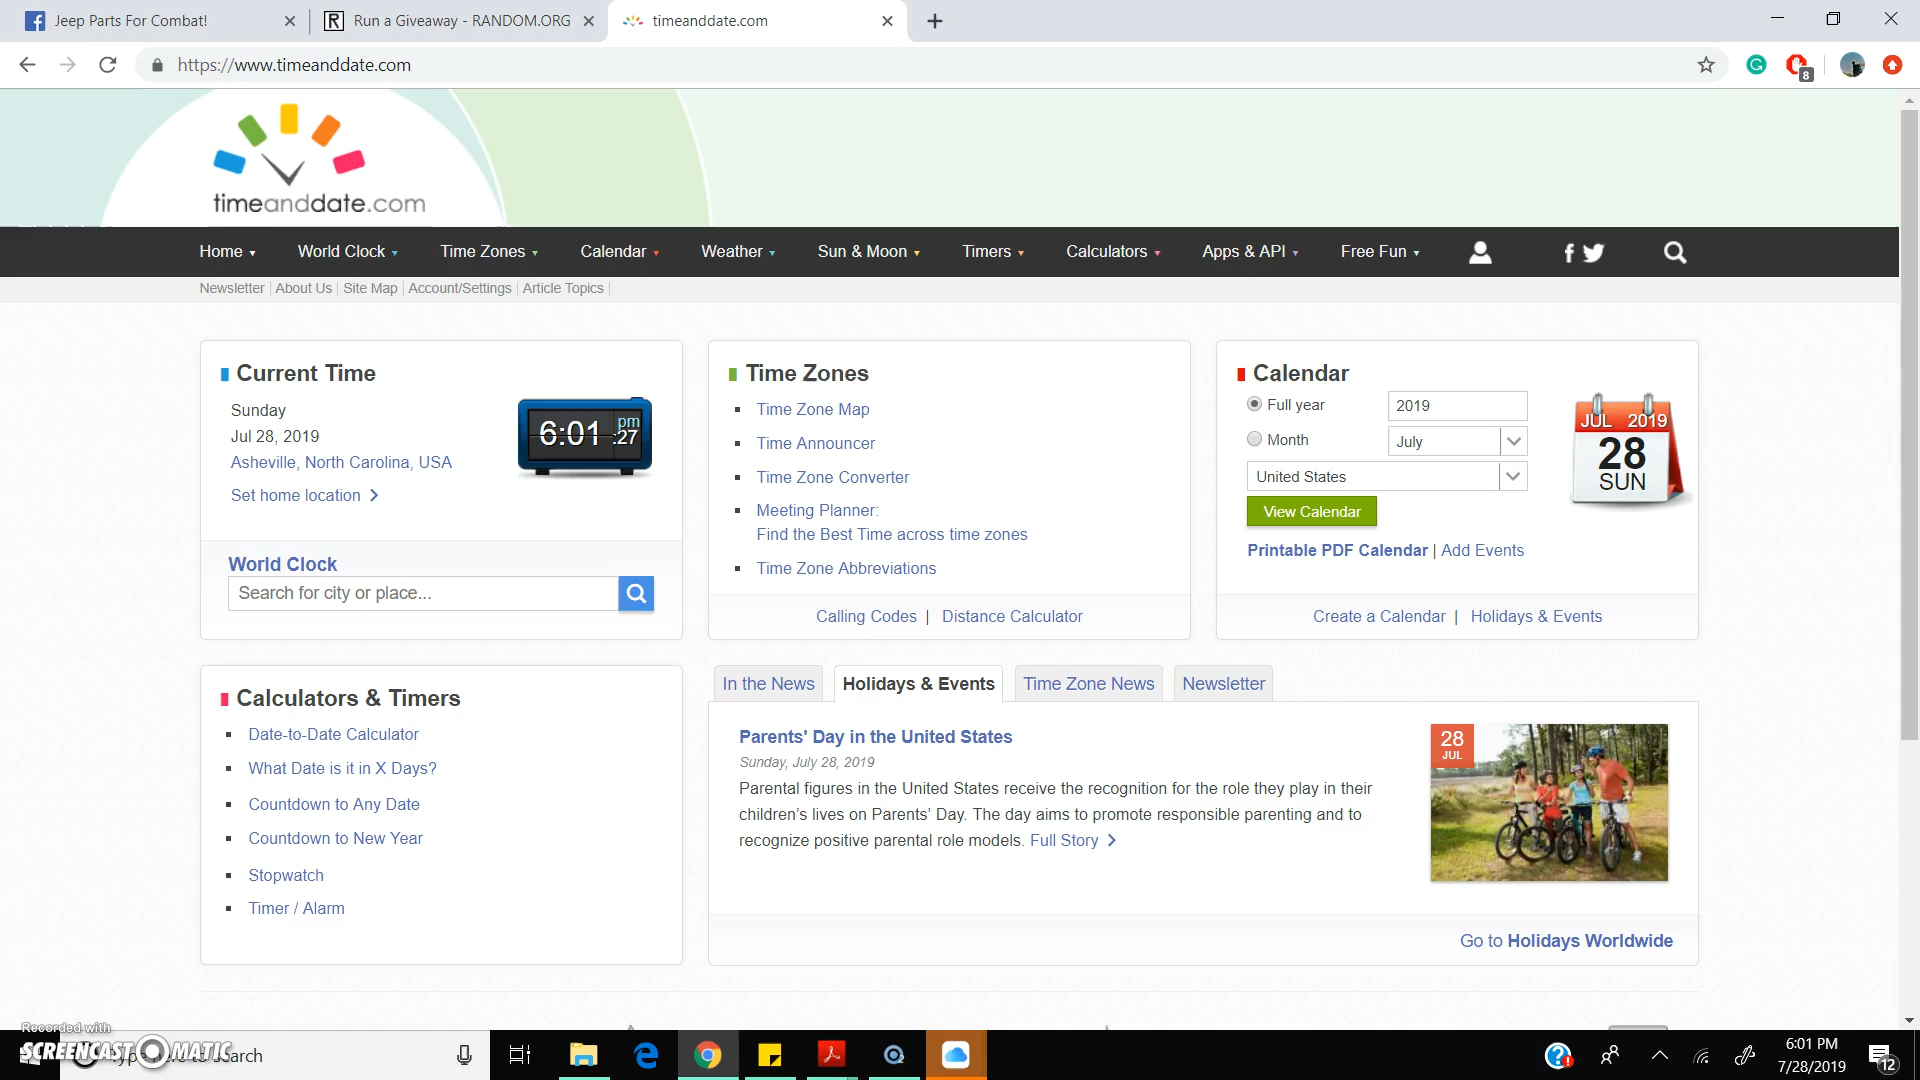 Jeep Parts For Combat!
Run a Giveaway - RANDOM.ORG
timeanddate.com
https://www.timeanddate.com
8
timeanddate.com
Home World Clock Time Zones Calendar Weather Sun & Moon Timers Calculators Apps & API Free Fun
Newsletter | About Us | Site Map | Account/Settings | Article Topics |
Current Time
Sunday
Jul 28, 2019
Asheville, North Carolina, USA
Set home location
6:01 pm :27
World Clock
Search for city or place...
Time Zones
Time Zone Map
Time Announcer
Time Zone Converter
Meeting Planner:
Find the Best Time across time zones
Time Zone Abbreviations
Calling Codes | Distance Calculator
Calendar
Full year 2019
Month July
United States
View Calendar
JUL 2019
28
SUN
Printable PDF Calendar | Add Events
Create a Calendar | Holidays & Events
Calculators & Timers
Date-to-Date Calculator
What Date is it in X Days?
Countdown to Any Date
Countdown to New Year
Stopwatch
Timer / Alarm
In the News Holidays & Events Time Zone News Newsletter
Parents' Day in the United States
Sunday, July 28, 2019
Parental figures in the United States receive the recognition for the role they play in their
children's lives on Parents' Day. The day aims to promote responsible parenting and to
recognize positive parental role models. Full Story
28
JUL
Go to Holidays Worldwide
Recorded with
SCREENCAST-O-MATIC
Type here to search
6:01 PM
7/28/2019
12